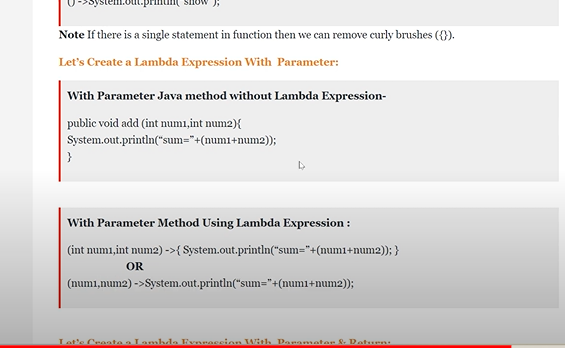 () ->System.out.println("show");
Note If there is a single statement in function then we can remove curly brushes ({}).
Let's Create a Lambda Expression With Parameter:
With Parameter Java method without Lambda Expression-
public void add (int num1,int num2){
System.out.println("sum="+(num1+num2));
}
With Parameter Method Using Lambda Expression :
(int num1,int num2) ->{ System.out.println("sum="+(num1+num2)); }
OR
(num1,num2) ->System.out.println("sum="+(num1+num2));
Let's Create a Lambda Expression With Parameter & Return: